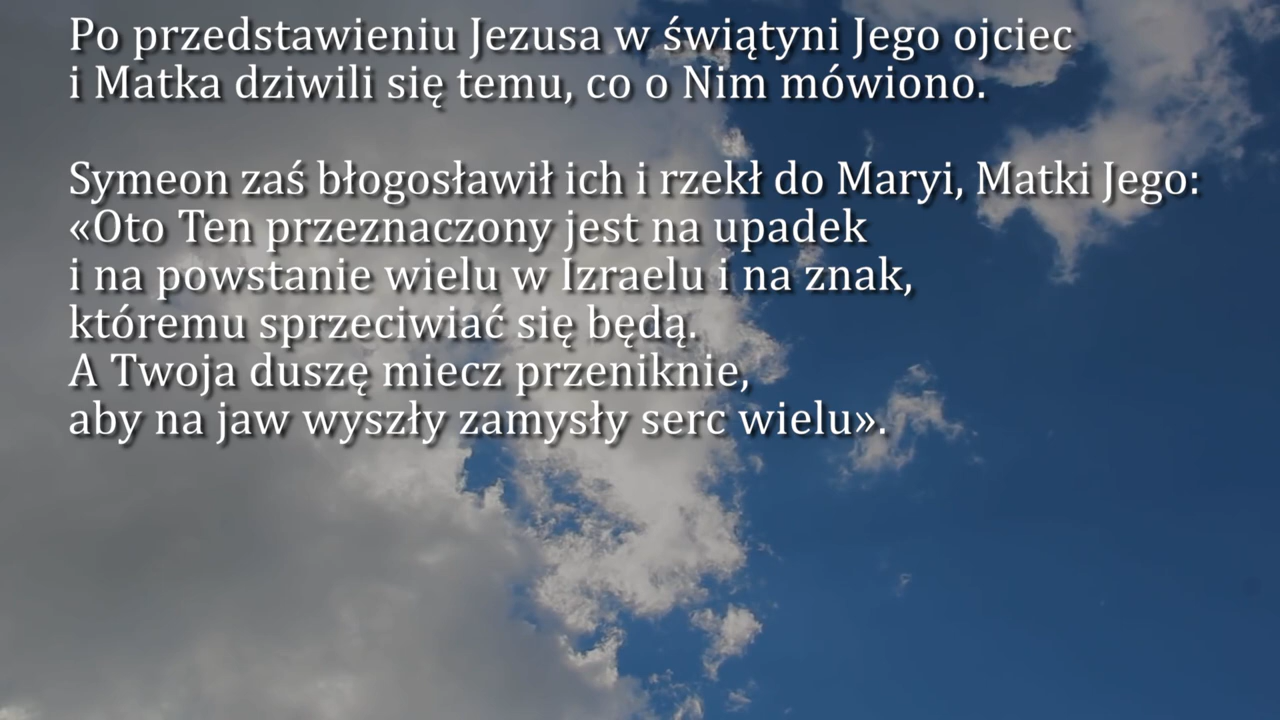 Po przedstawieniu Jezusa w świątyni Jego ojciec
i Matka dziwili się temu, co o Nim mówiono.
Symeon zaś błogosławił ich i rzekł do Maryi, Matki Jego:
«Oto Ten przeznaczony jest na upadek
i na powstanie wielu w Izraelu i na znak,
któremu sprzeciwiać się będą.
A Twoja duszę miecz przeniknie,
aby na jaw wyszły zamysły serc wielu».